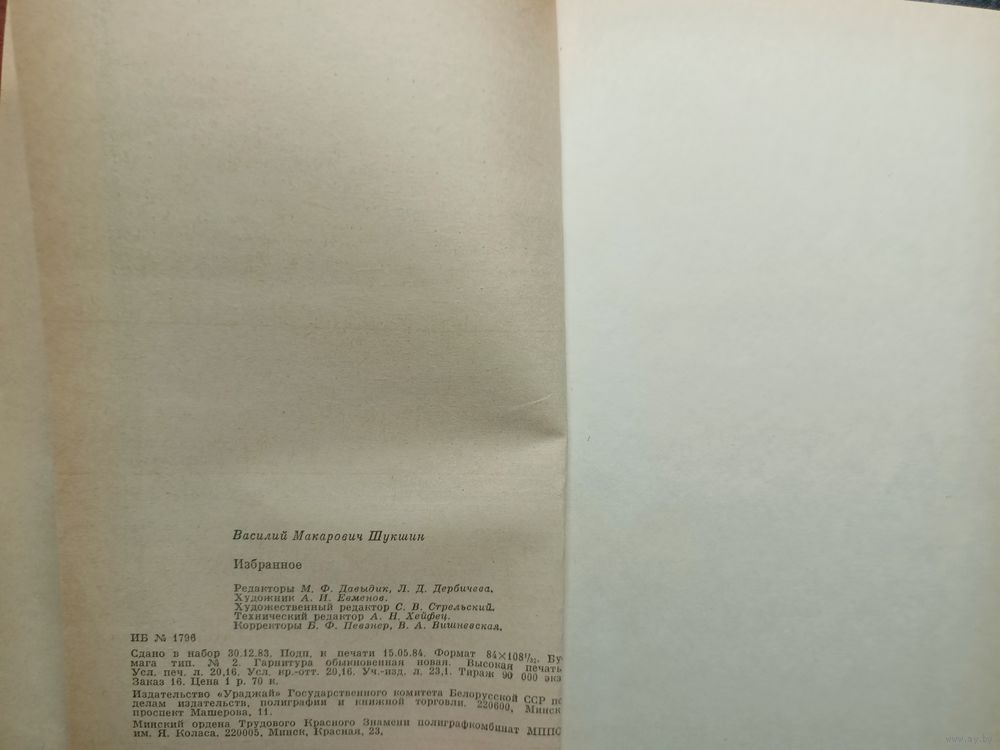 Василий Макарович Шукшин
Избранное
Редакторы М. Ф. Давыдик, Л. Д. Дербичева.
Художник А. И. Евменов.
Художественный редактор С. В. Стрельский.
Технический редактор А. Н. Хейфец.
Корректоры Б. Ф. Певзнер, В. А. Вишневская.
ИБ № 1796
Сдано в набор 30.12.83. Подп. к печати 15.05.84. Формат 84×108¹/₃₂. Бу-
мага тип. № 2. Гарнитура обыкновенная новая. Высокая печать.
Усл. печ. л. 20,16. Усл. кр.-отт. 20,16. Уч.-изд. л. 23,1. Тираж 90 000 экз
Заказ 16. Цена 1 р. 70 к.
Издательство «Ураджай» Государственного комитета Белорусской ССР по
делам издательств, полиграфии и книжной торговли. 220600, Минск
проспект Машерова, 11.
Минский ордена Трудового Красного Знамени полиграфкомбинат МППО
им. Я. Коласа. 220005, Минск, Красная, 23.
www.ay.by